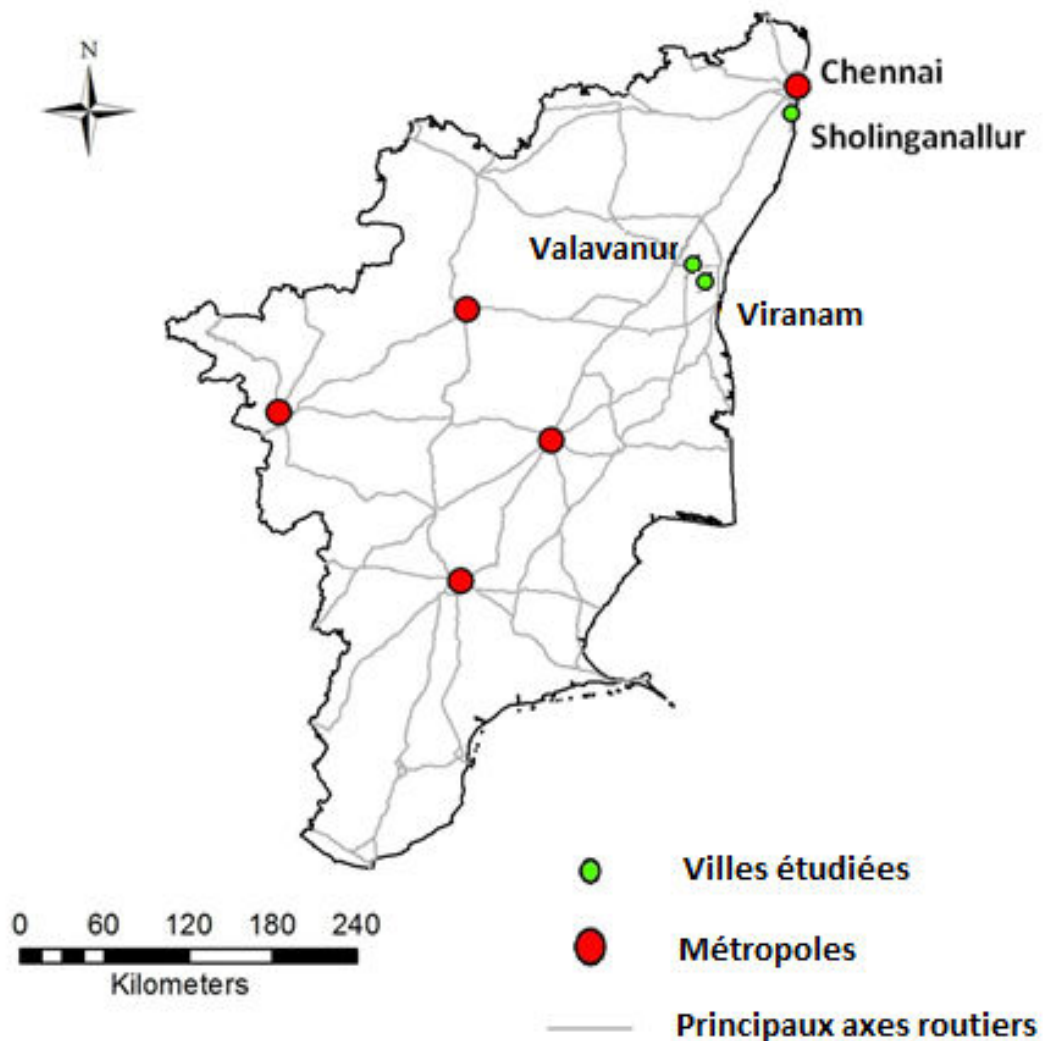 N
Chennai
Sholinganallur
Valavanur
Viranam
Villes étudiées
0 60 120 180 240
Kilometers
Métropoles
Principaux axes routiers